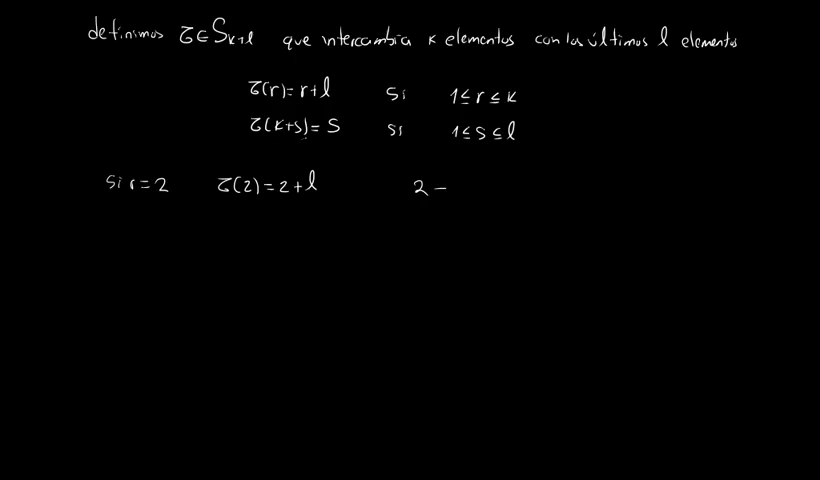 definimos τ ∈ S_{k+l} que intercambia k elementos con los últimos l elementos
τ(r) = r + l si 1 ≤ r ≤ k
τ(k+s) = s si 1 ≤ s ≤ l
si r = 2 τ(2) = 2 + l 2 –